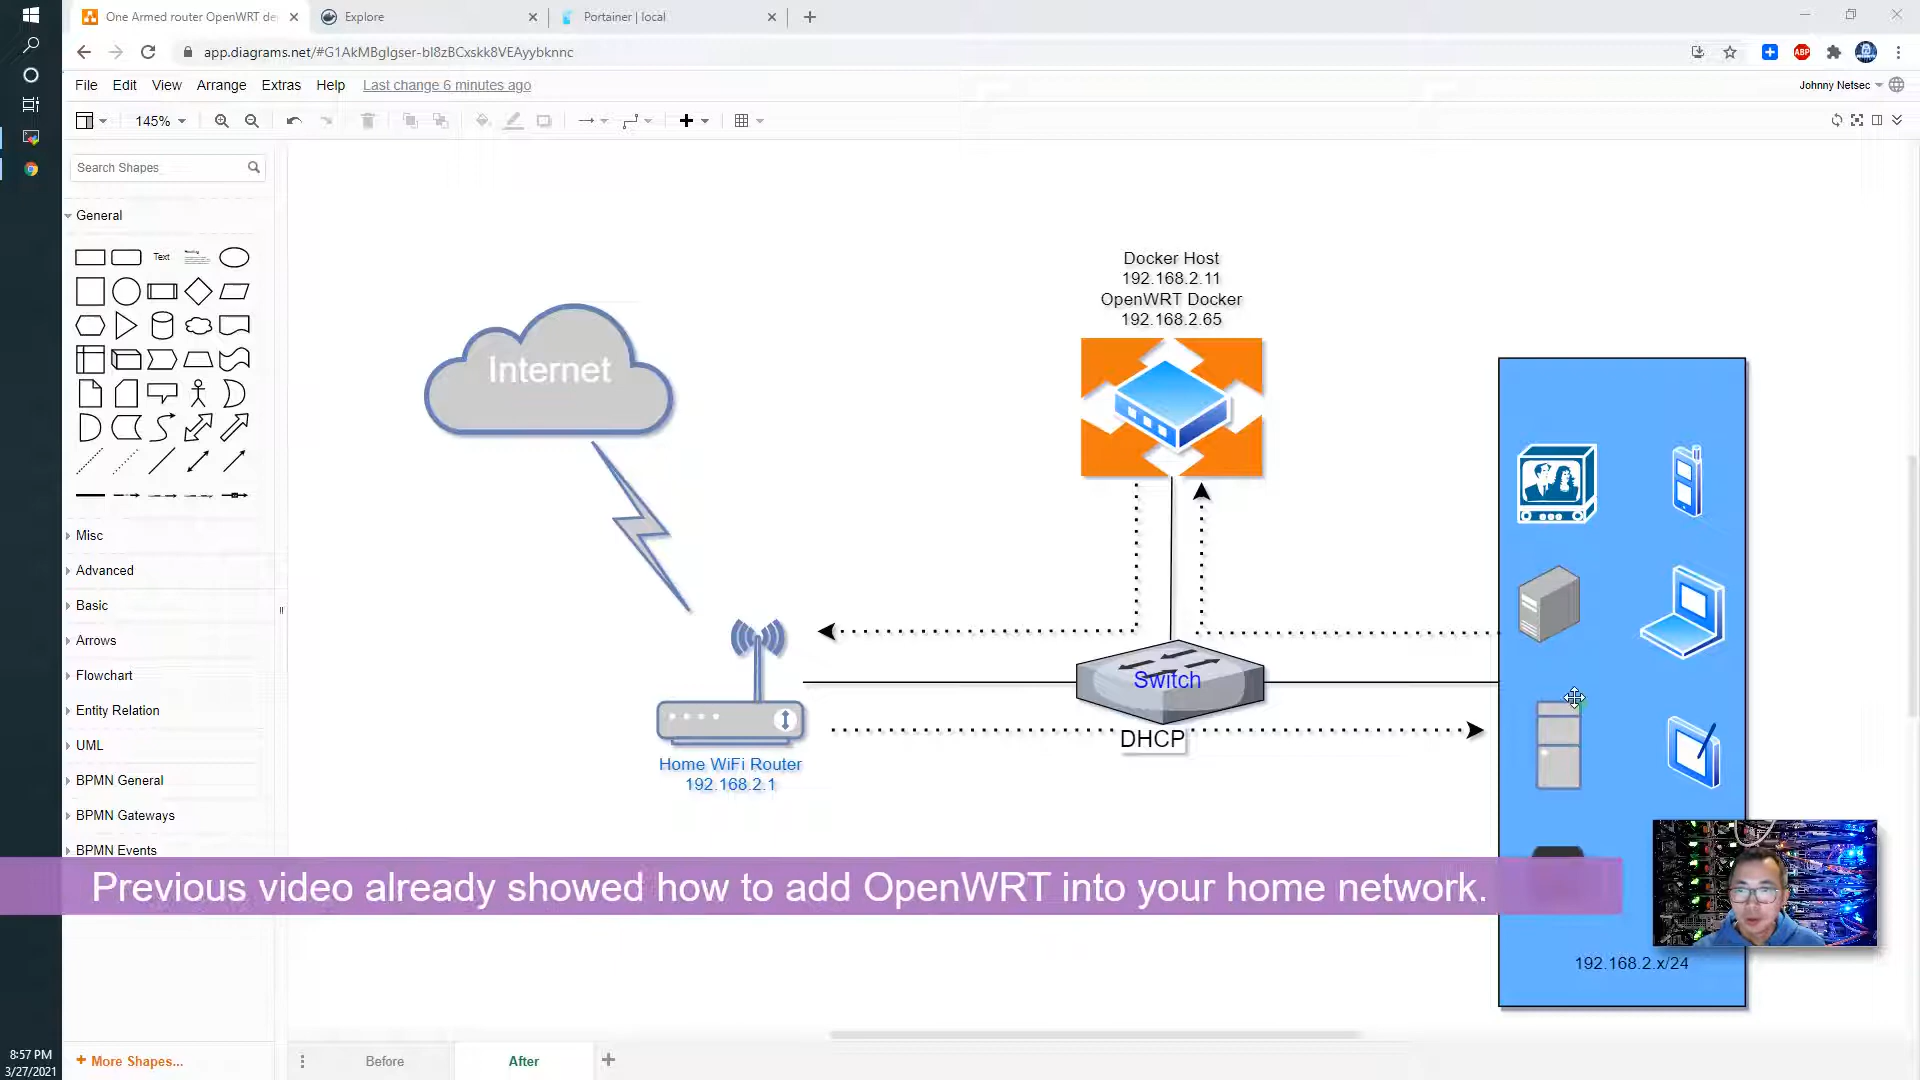 One Armed router OpenWRT de
Explore
Portainer | local
app.diagrams.net/#G1AkMBglgser-bl8zBCxskk8VEAyybknnc
ABP
File
Edit
View
Arrange
Extras
Help
Last change 6 minutes ago
Johnny Netsec
145%
Search Shapes
General
Text
Heading
Misc
Advanced
Basic
Arrows
Flowchart
Entity Relation
UML
BPMN General
BPMN Gateways
BPMN Events
Docker Host
192.168.2.11
OpenWRT Docker
192.168.2.65
Internet
Switch
DHCP
Home WiFi Router
192.168.2.1
Previous video already showed how to add OpenWRT into your home network.
192.168.2.x/24
8:57 PM
3/27/2021
+ More Shapes...
Before
After